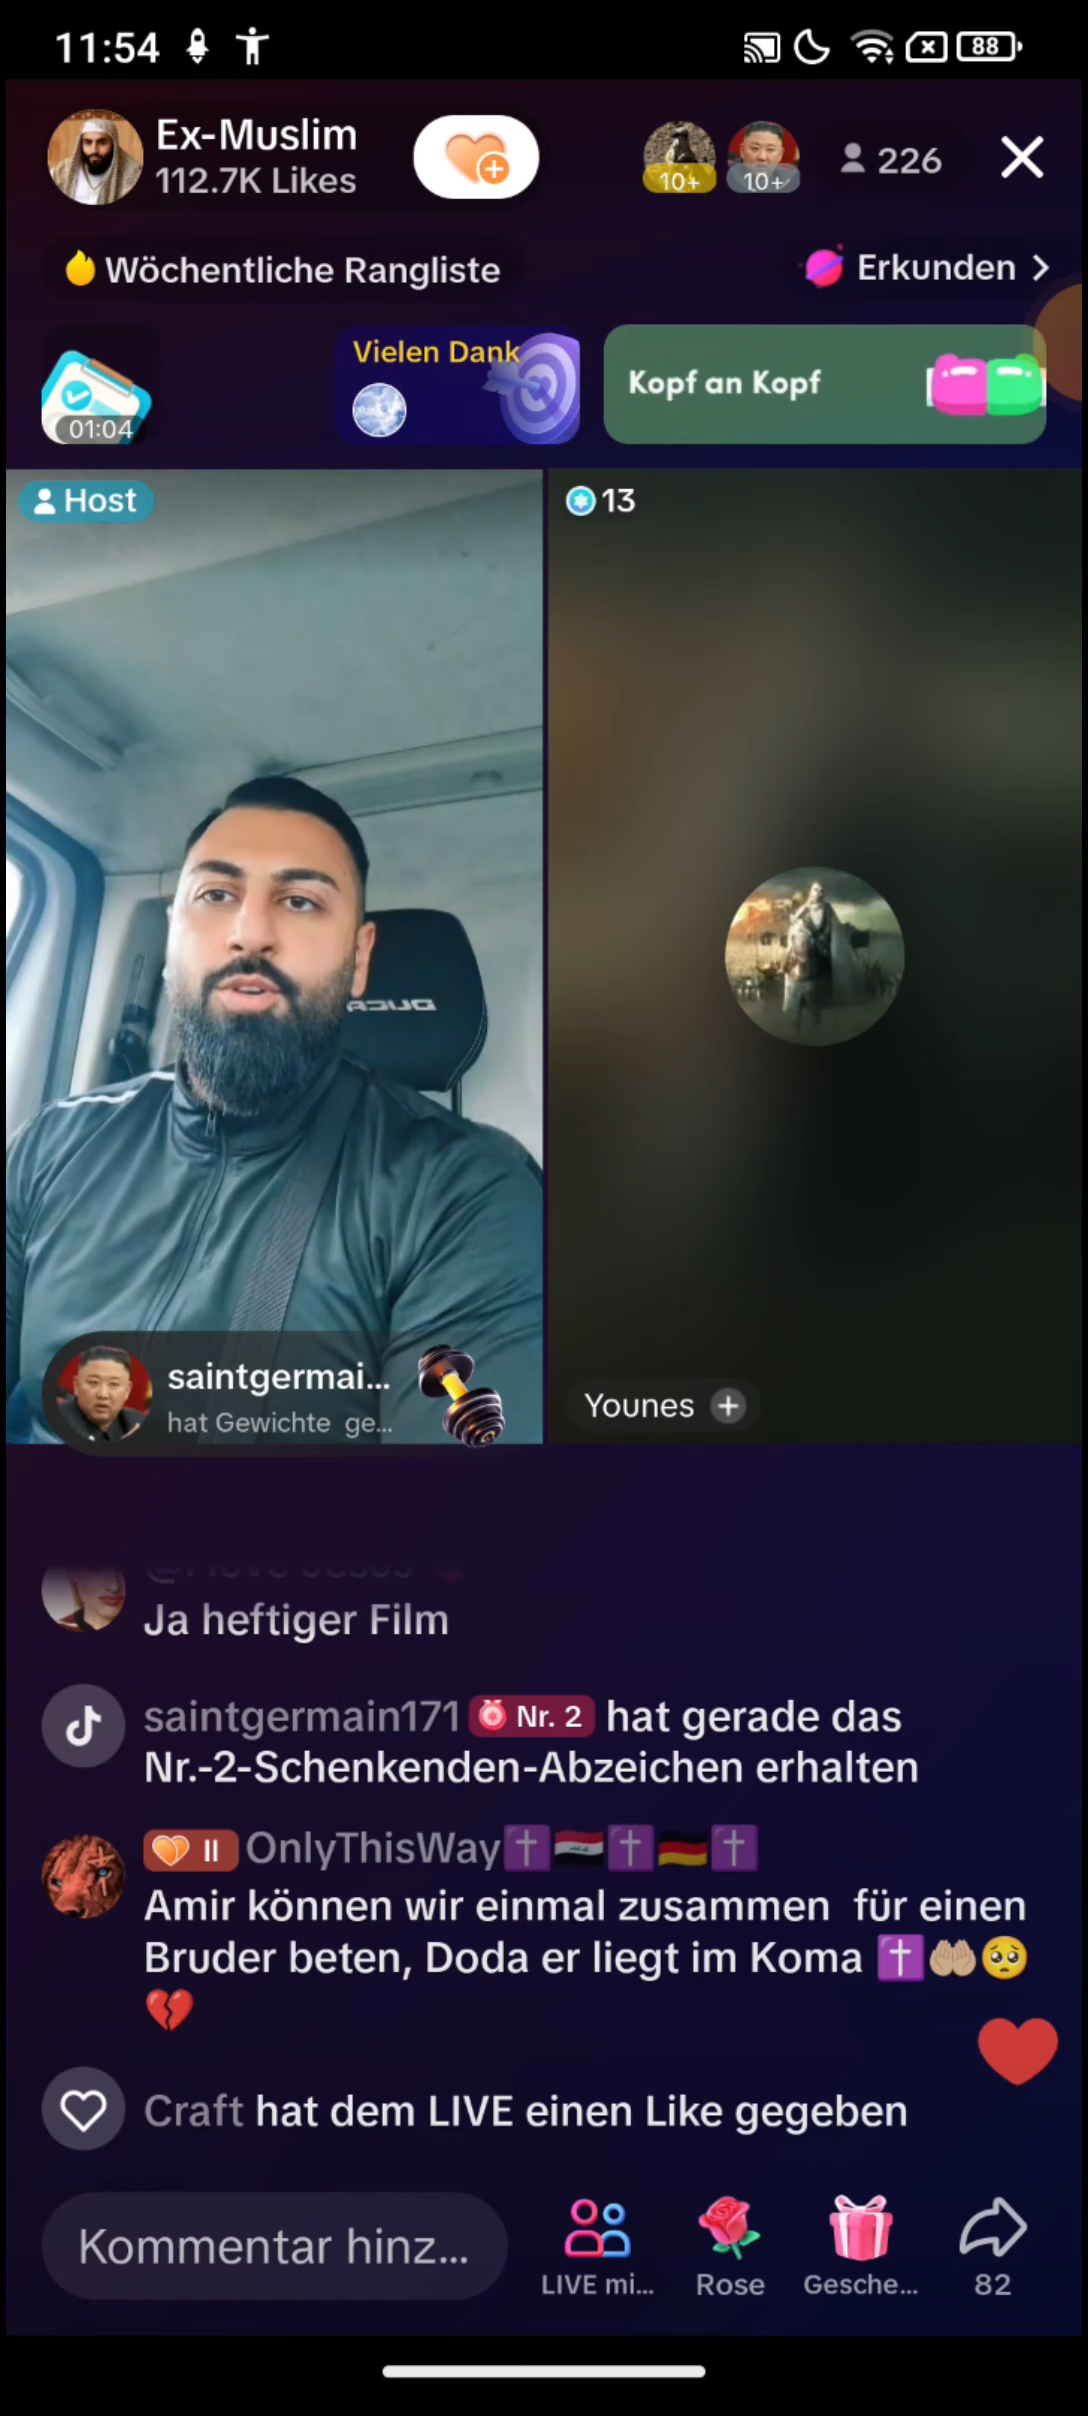 11:54
88
Ex-Muslim
112.7K Likes
10+
10+
226
Wöchentliche Rangliste
Erkunden
01:04
Vielen Dank
Kopf an Kopf
Host
13
saintgermai...
hat Gewichte ge...
Younes
Ja heftiger Film
saintgermain171 Nr. 2 hat gerade das
Nr.-2-Schenkenden-Abzeichen erhalten
II OnlyThisWay✝️🇮🇶✝️🇩🇪✝️
Amir können wir einmal zusammen für einen
Bruder beten, Doda er liegt im Koma ✝️🤲🏼🥺
💔
Craft hat dem LIVE einen Like gegeben
Kommentar hinz...
LIVE mi...
Rose
Gesche...
82